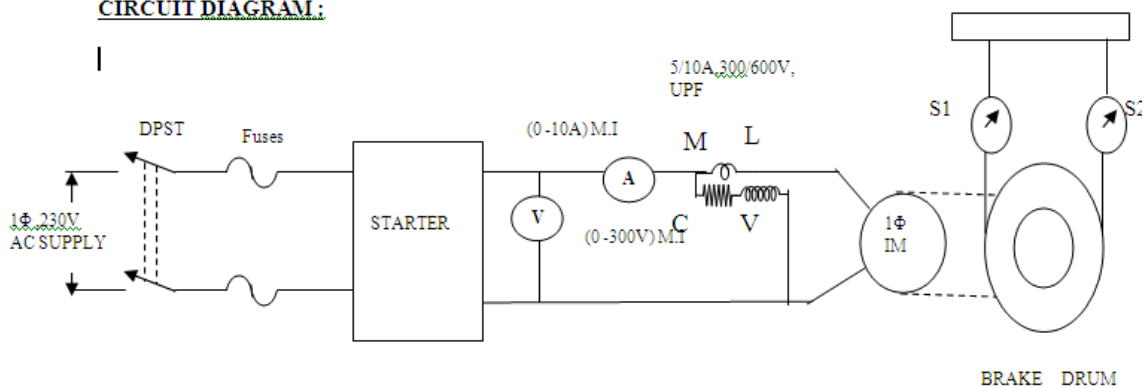 CIRCUIT DIAGRAM :
5/10A,300/600V,
UPF
S1
S2
DPST
Fuses
(0-10A) M.I
M
L
A
1Φ ,230V
AC SUPPLY
STARTER
V
C
V
(0-300V) M.I
1Φ
IM
BRAKE DRUM